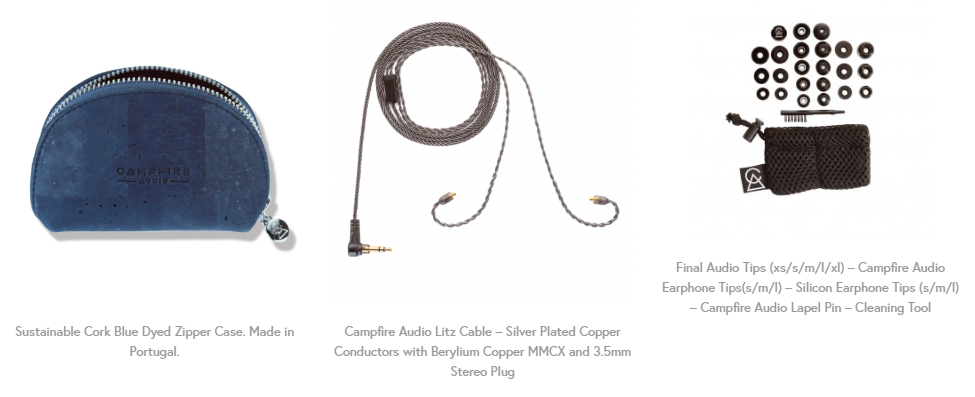 CAMPFIRE
AUDIO
Sustainable Cork Blue Dyed Zipper Case. Made in
Portugal.
Campfire Audio Litz Cable – Silver Plated Copper
Conductors with Berylium Copper MMCX and 3.5mm
Stereo Plug
CA
Final Audio Tips (xs/s/m/l/xl) – Campfire Audio
Earphone Tips(s/m/l) – Silicon Earphone Tips (s/m/l)
– Campfire Audio Lapel Pin – Cleaning Tool